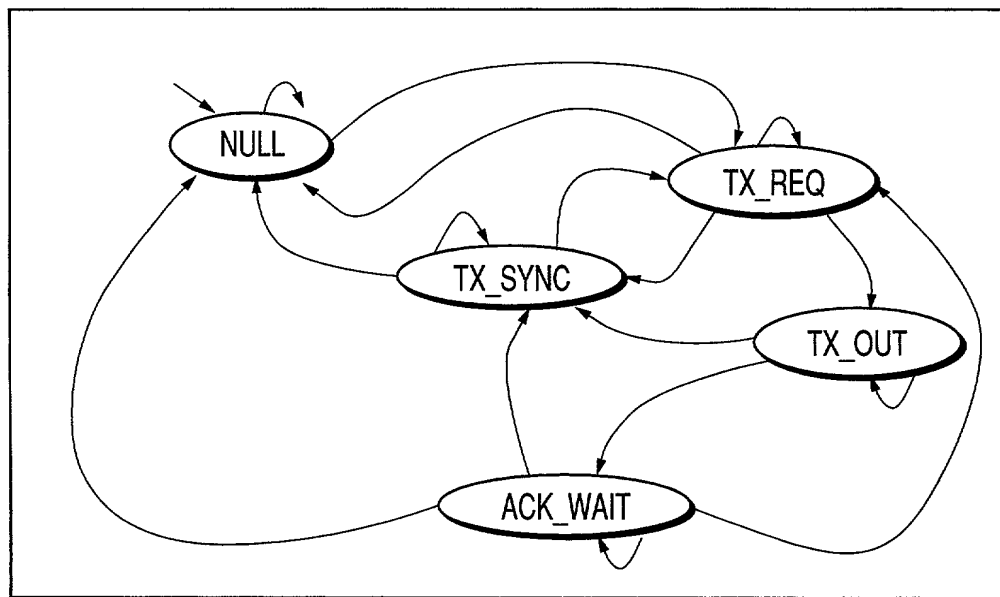 NULL
TX_REQ
TX_SYNC
TX_OUT
ACK_WAIT